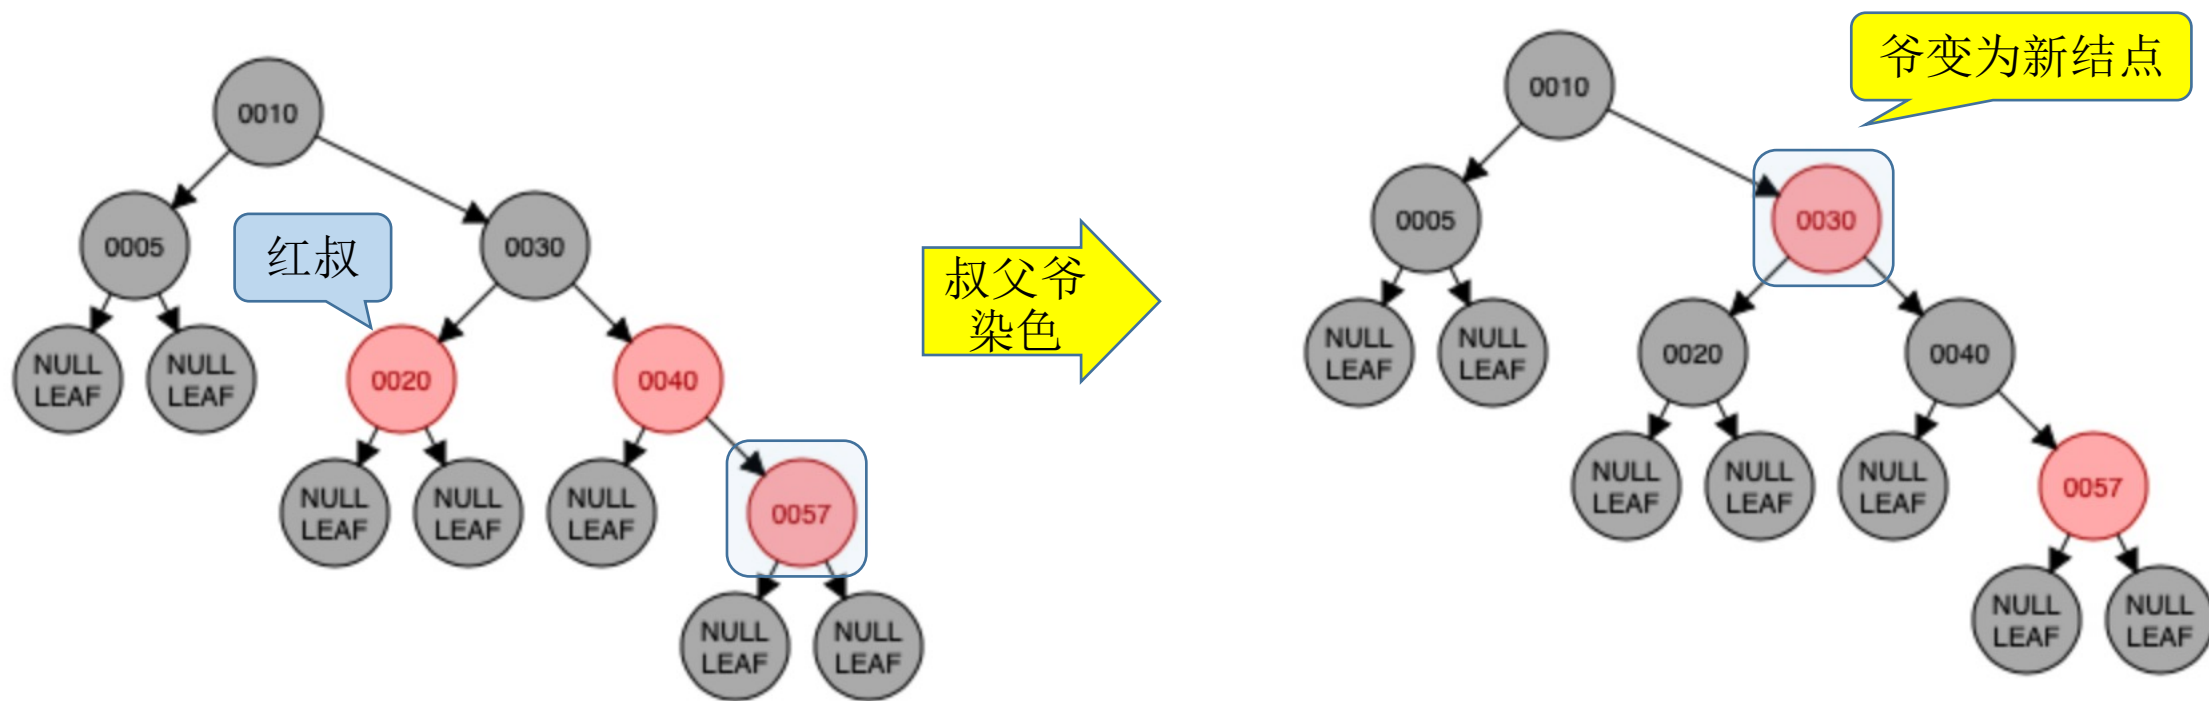 0010
0005
红叔
0030
NULL
LEAF
NULL
LEAF
0020
0040
NULL
LEAF
NULL
LEAF
NULL
LEAF
0057
NULL
LEAF
NULL
LEAF
叔父爷
染色
爷变为新结点
0010
0005
0030
NULL
LEAF
NULL
LEAF
0020
0040
NULL
LEAF
NULL
LEAF
NULL
LEAF
0057
NULL
LEAF
NULL
LEAF